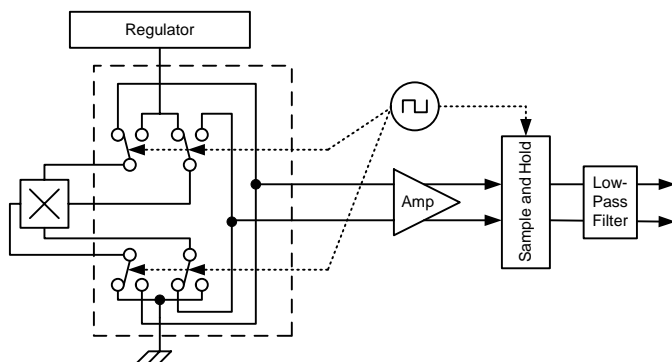 Regulator
Amp
Sample and Hold
Low-
Pass
Filter